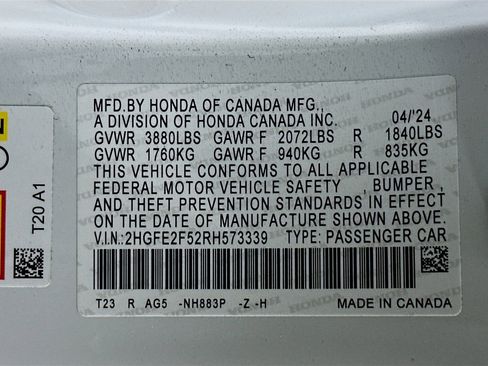 MFD.BY HONDA OF CANADA MFG.,
A DIVISION OF HONDA CANADA INC. 04/'24
GVWR 3880LBS GAWR F 2072LBS R 1840LBS
GVWR 1760KG GAWR F 940KG R 835KG
THIS VEHICLE CONFORMS TO ALL APPLICABLE
FEDERAL MOTOR VEHICLE SAFETY , BUMPER ,
AND THEFT PREVENTION STANDARDS IN EFFECT
ON THE DATE OF MANUFACTURE SHOWN ABOVE.
V.I.N.:2HGFE2F52RH573339 TYPE: PASSENGER CAR
T23 R AG5 -NH883P -Z -H MADE IN CANADA
T20 A1